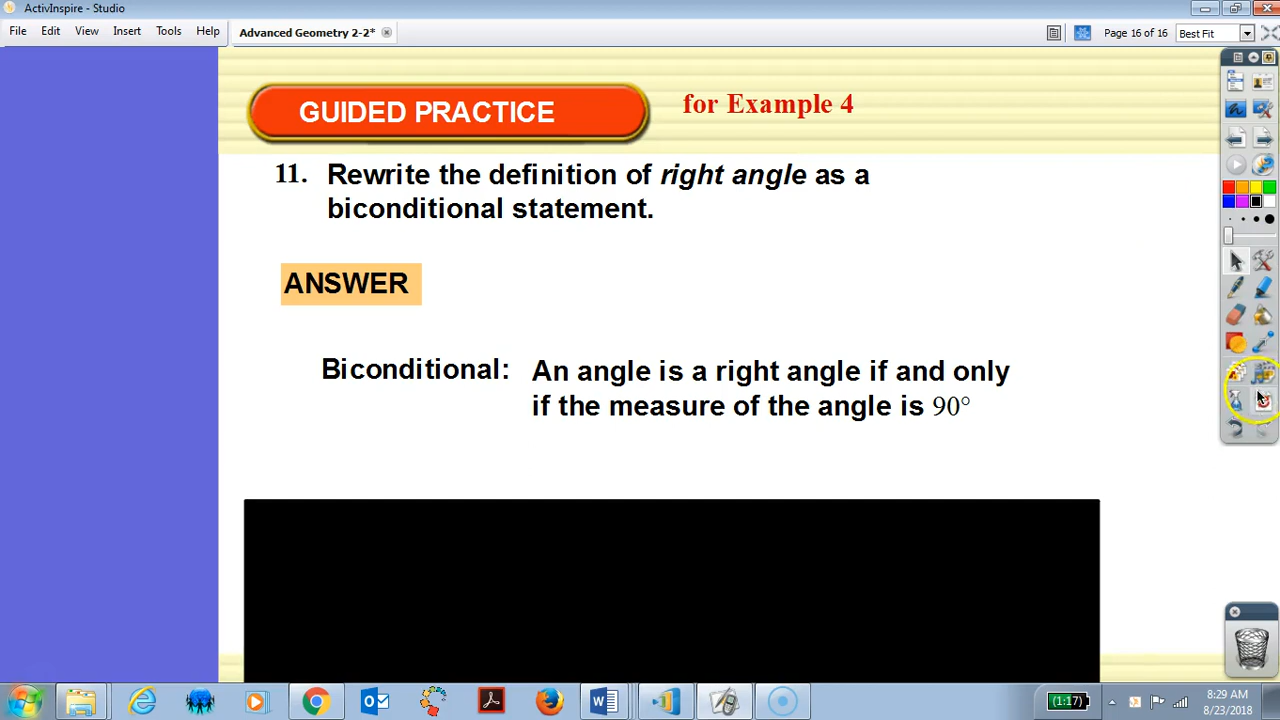 ActivInspire - Studio
File Edit View Insert Tools Help Advanced Geometry 2-2* Page 16 of 16 Best Fit
GUIDED PRACTICE for Example 4
11. Rewrite the definition of right angle as a
biconditional statement.
ANSWER
Biconditional: An angle is a right angle if and only
if the measure of the angle is 90°
(1:17) 8:29 AM
8/23/2018